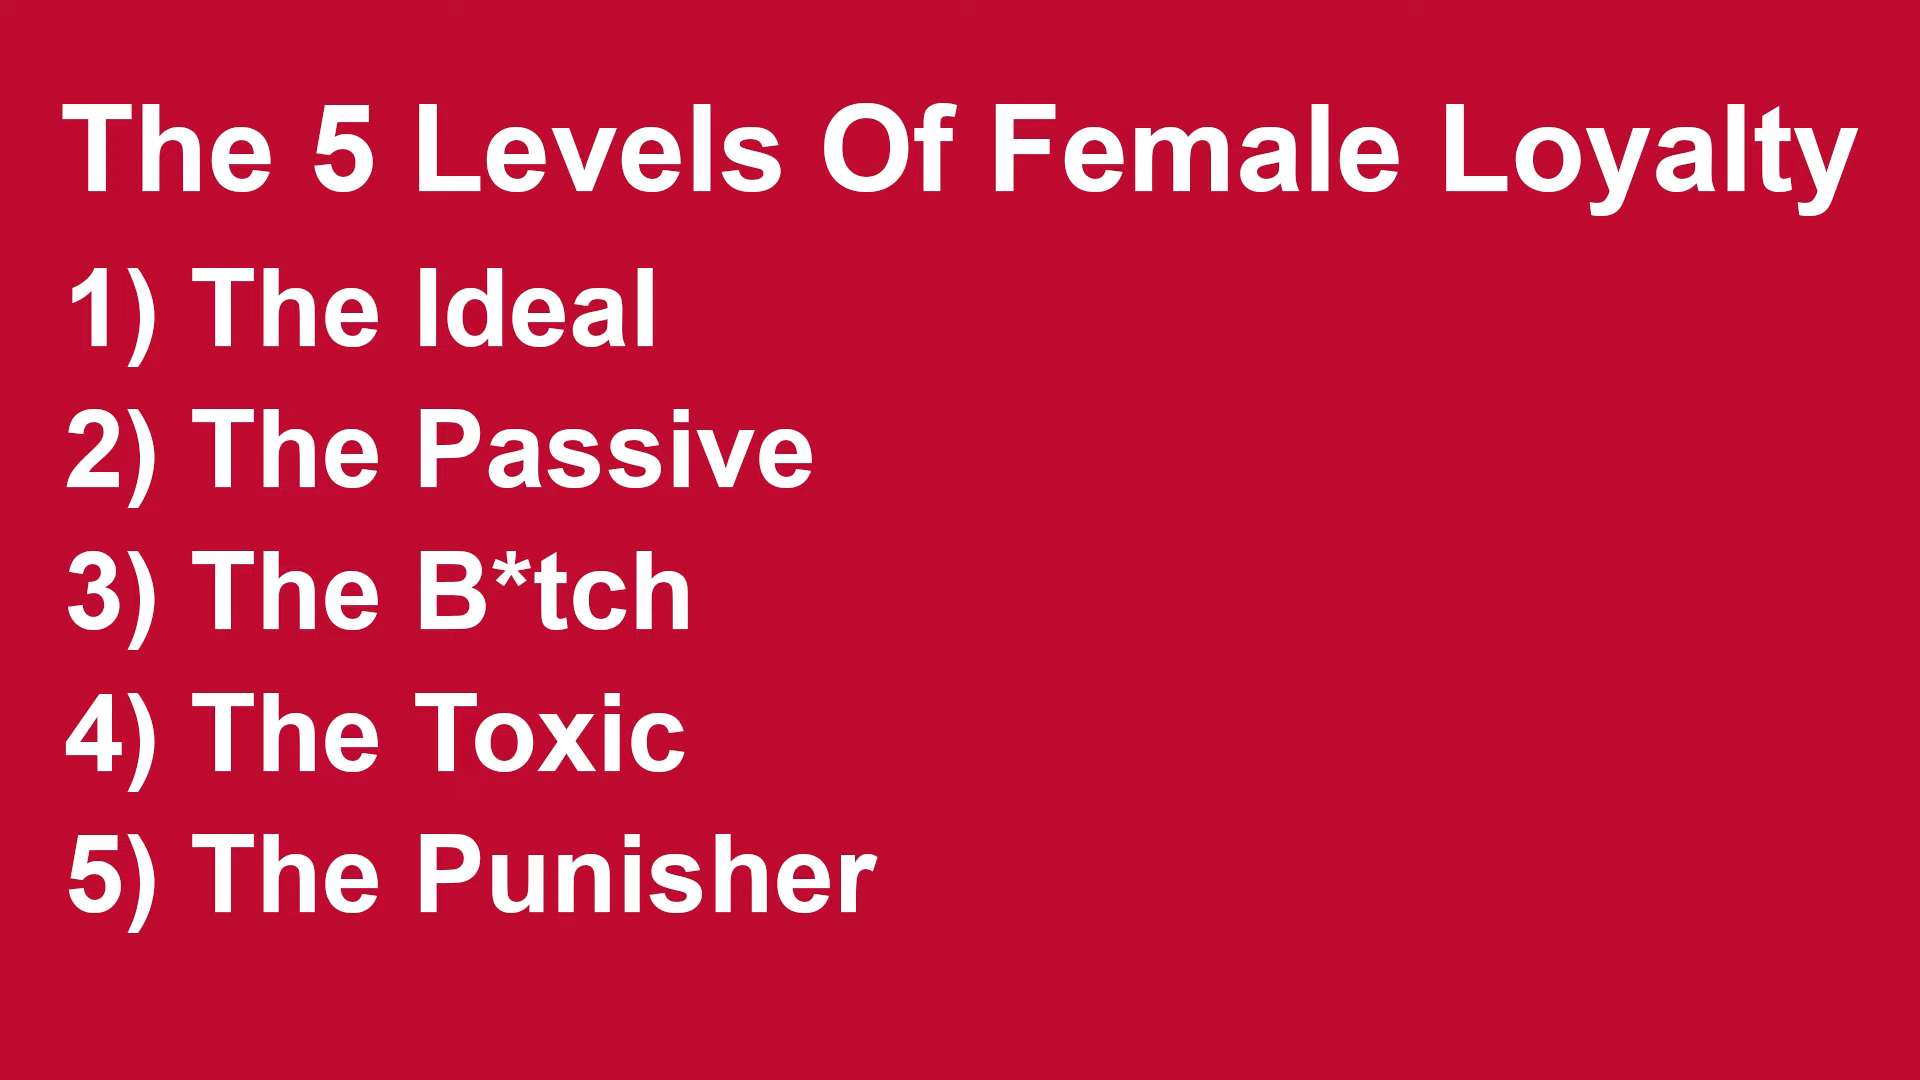 The 5 Levels Of Female Loyalty
1) The Ideal
2) The Passive
3) The B*tch
4) The Toxic
5) The Punisher